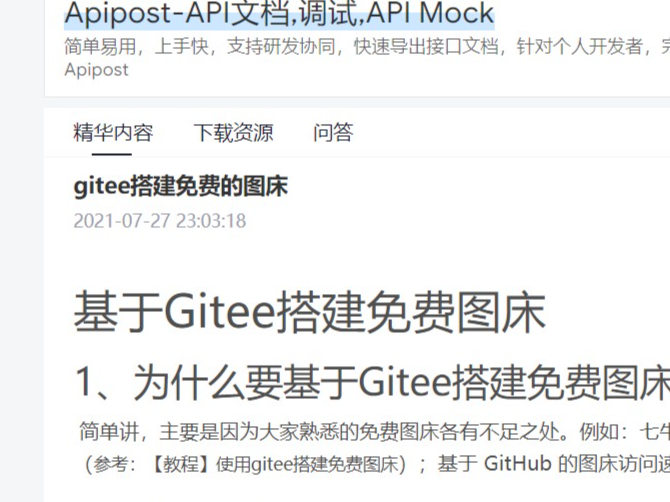 Apipost-API文档,调试,API Mock
简单易用，上手快，支持研发协同，快速导出接口文档，针对个人开发者，
Apipost
精华内容 下载资源 问答
gitee搭建免费的图床
2021-07-27 23:03:18
基于Gitee搭建免费图床
1、为什么要基于Gitee搭建免费图床
简单讲，主要是因为大家熟悉的免费图床各有不足之处。例如：七牛
（参考：【教程】使用gitee搭建免费图床）；基于 GitHub 的图床访问